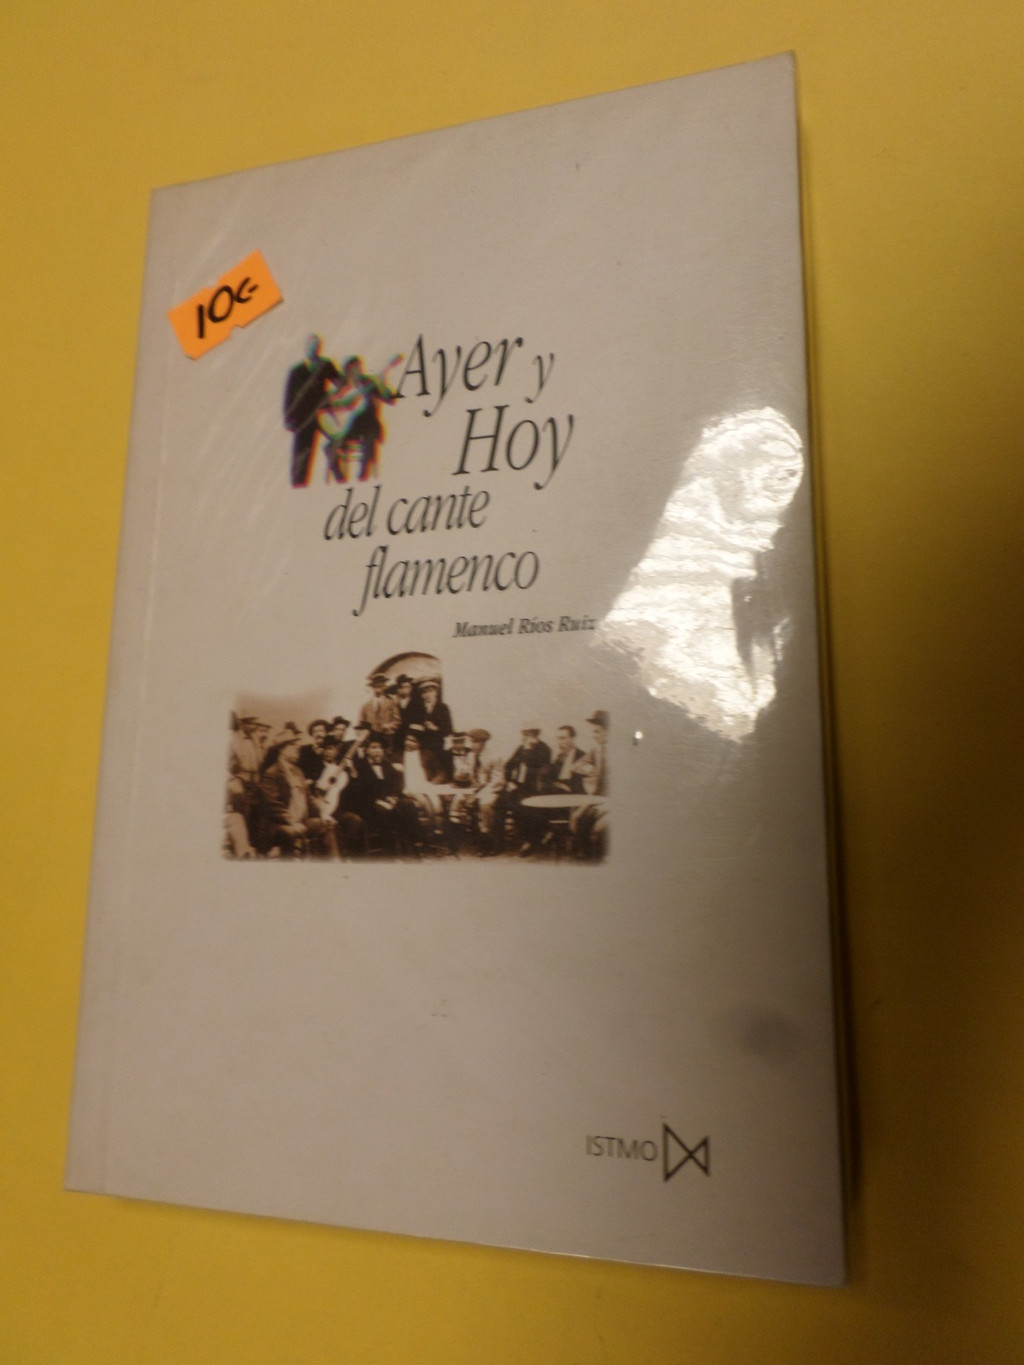 10€
Ayer y
Hoy
del cante
flamenco
Manuel Ríos Ruiz
ISTMO